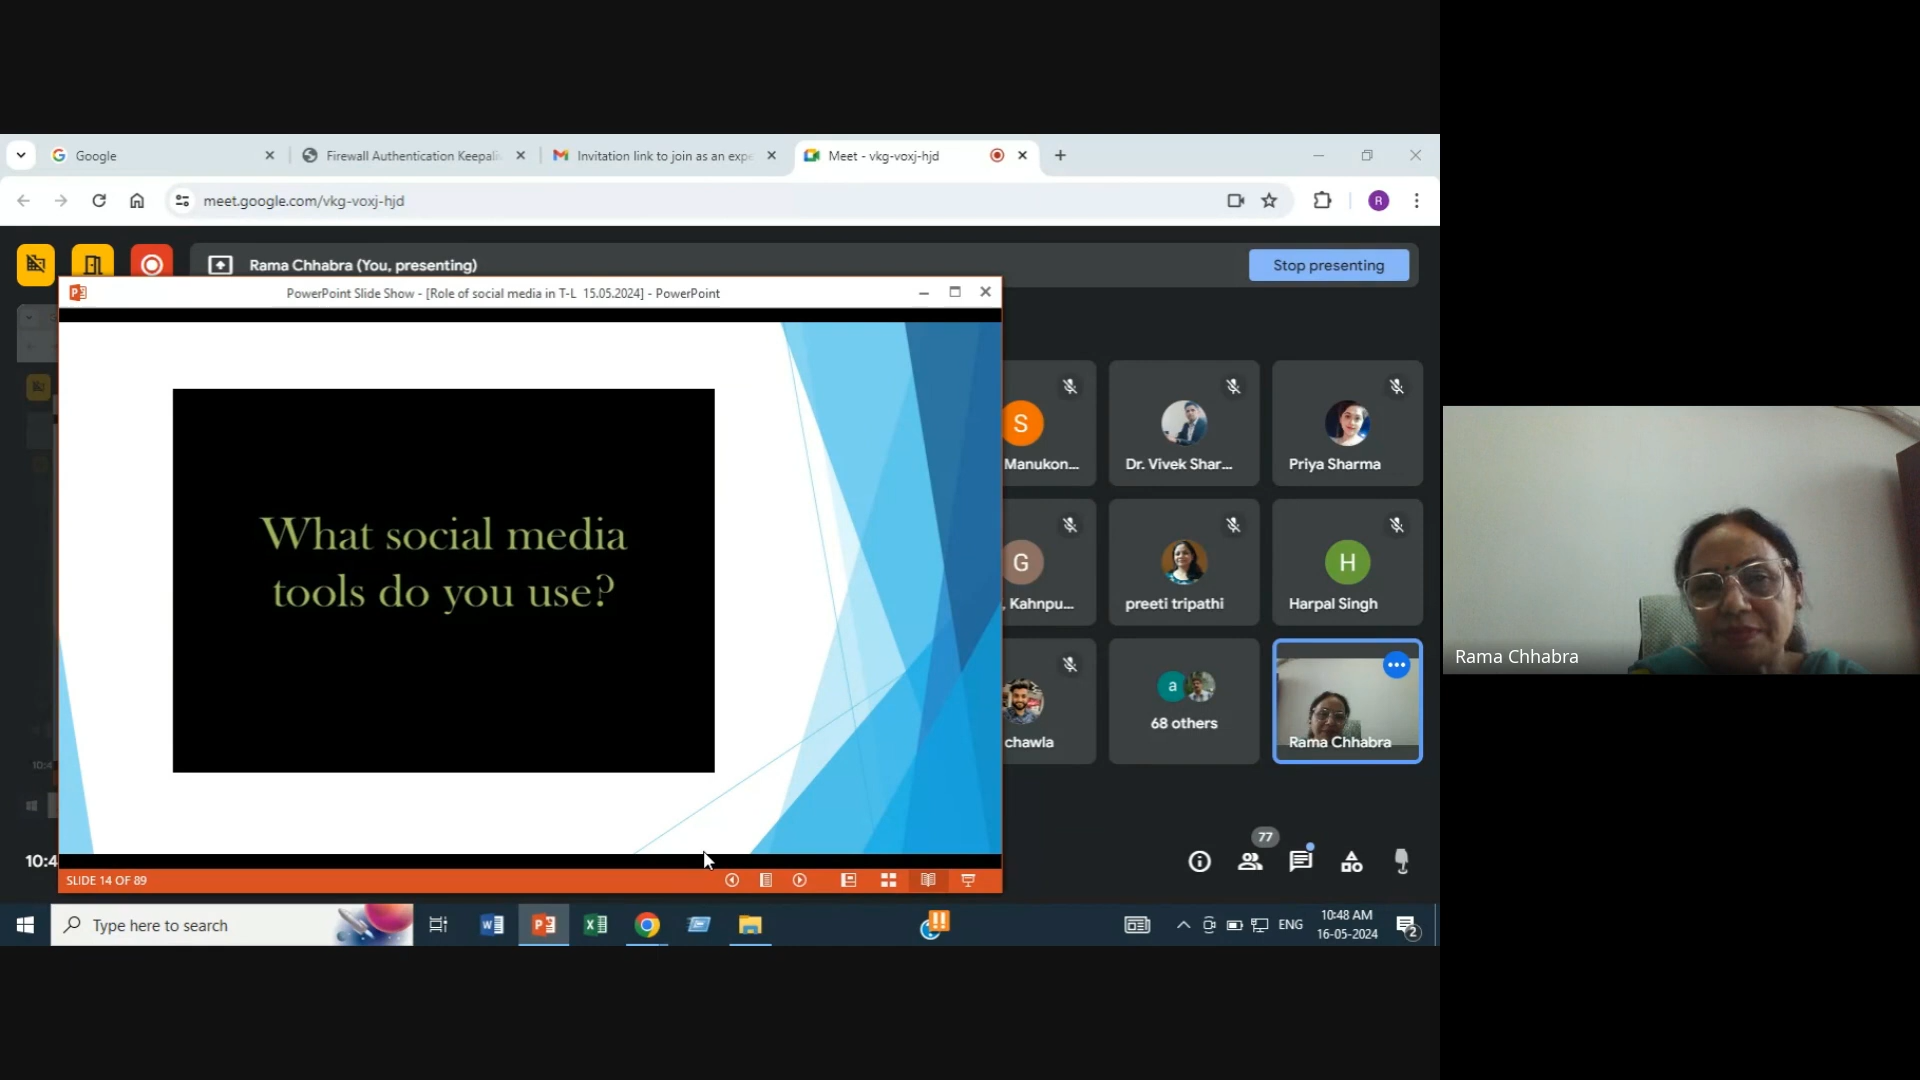 Google
Firewall Authentication Keepali
Invitation link to join as an expe
Meet - vkg-voxj-hjd
meet.google.com/vkg-voxj-hjd
R
Rama Chhabra (You, presenting)
Stop presenting
PowerPoint Slide Show - [Role of social media in T-L 15.05.2024] - PowerPoint
What social media
tools do you use?
S
Manukon...
Dr. Vivek Shar...
Priya Sharma
G
, Kahnpu...
preeti tripathi
H
Harpal Singh
chawla
a
68 others
Rama Chhabra
Rama Chhabra
77
10:4
SLIDE 14 OF 89
Type here to search
ENG
10:48 AM
16-05-2024
2